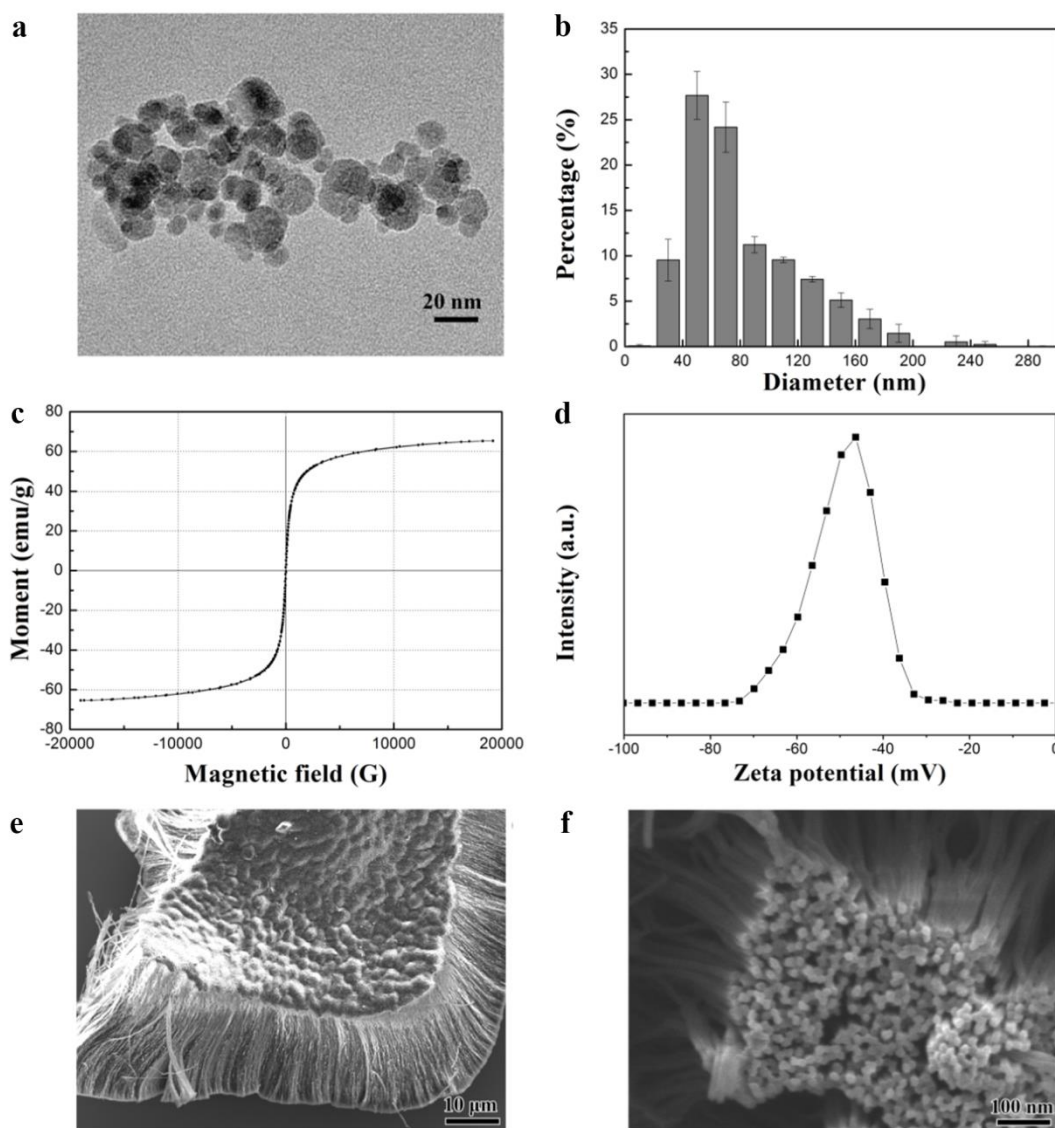 a
20 nm
b
35
30
25
20
15
10
5
0
Percentage (%)
40 80 120 160 200 240 280
Diameter (nm)
c
80
60
40
20
0
-20
-40
-60
-80
Moment (emu/g)
-20000 -10000 0 10000 20000
Magnetic field (G)
d
Intensity (a.u.)
-100 -80 -60 -40 -20 0
Zeta potential (mV)
e
10 μm
f
100 nm